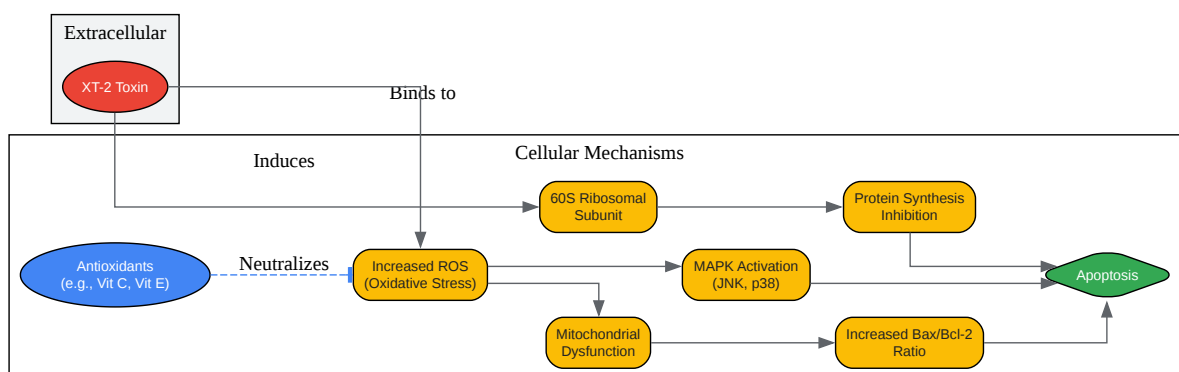 Extracellular
XT-2 Toxin
Binds to
Cellular Mechanisms
Induces
60S Ribosomal
Subunit
Protein Synthesis
Inhibition
Antioxidants
(e.g., Vit C, Vit E)
Neutralizes
Increased ROS
(Oxidative Stress)
MAPK Activation
(JNK, p38)
Apoptosis
Mitochondrial
Dysfunction
Increased Bax/Bcl-2
Ratio